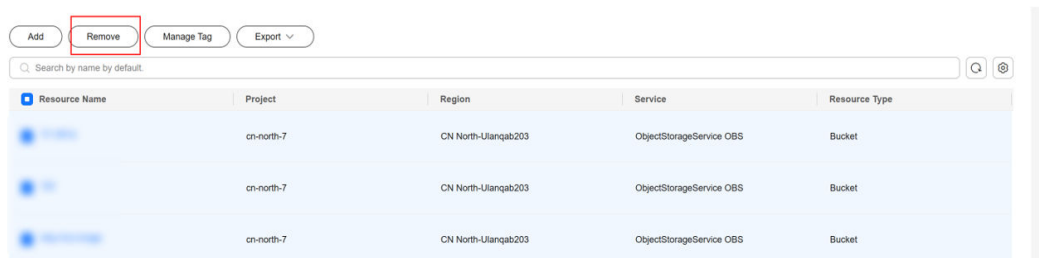 Add Remove Manage Tag Export
Search by name by default.
Resource Name Project Region Service Resource Type
cn-north-7 CN North-Ulanqab203 ObjectStorageService OBS Bucket
cn-north-7 CN North-Ulanqab203 ObjectStorageService OBS Bucket
cn-north-7 CN North-Ulanqab203 ObjectStorageService OBS Bucket